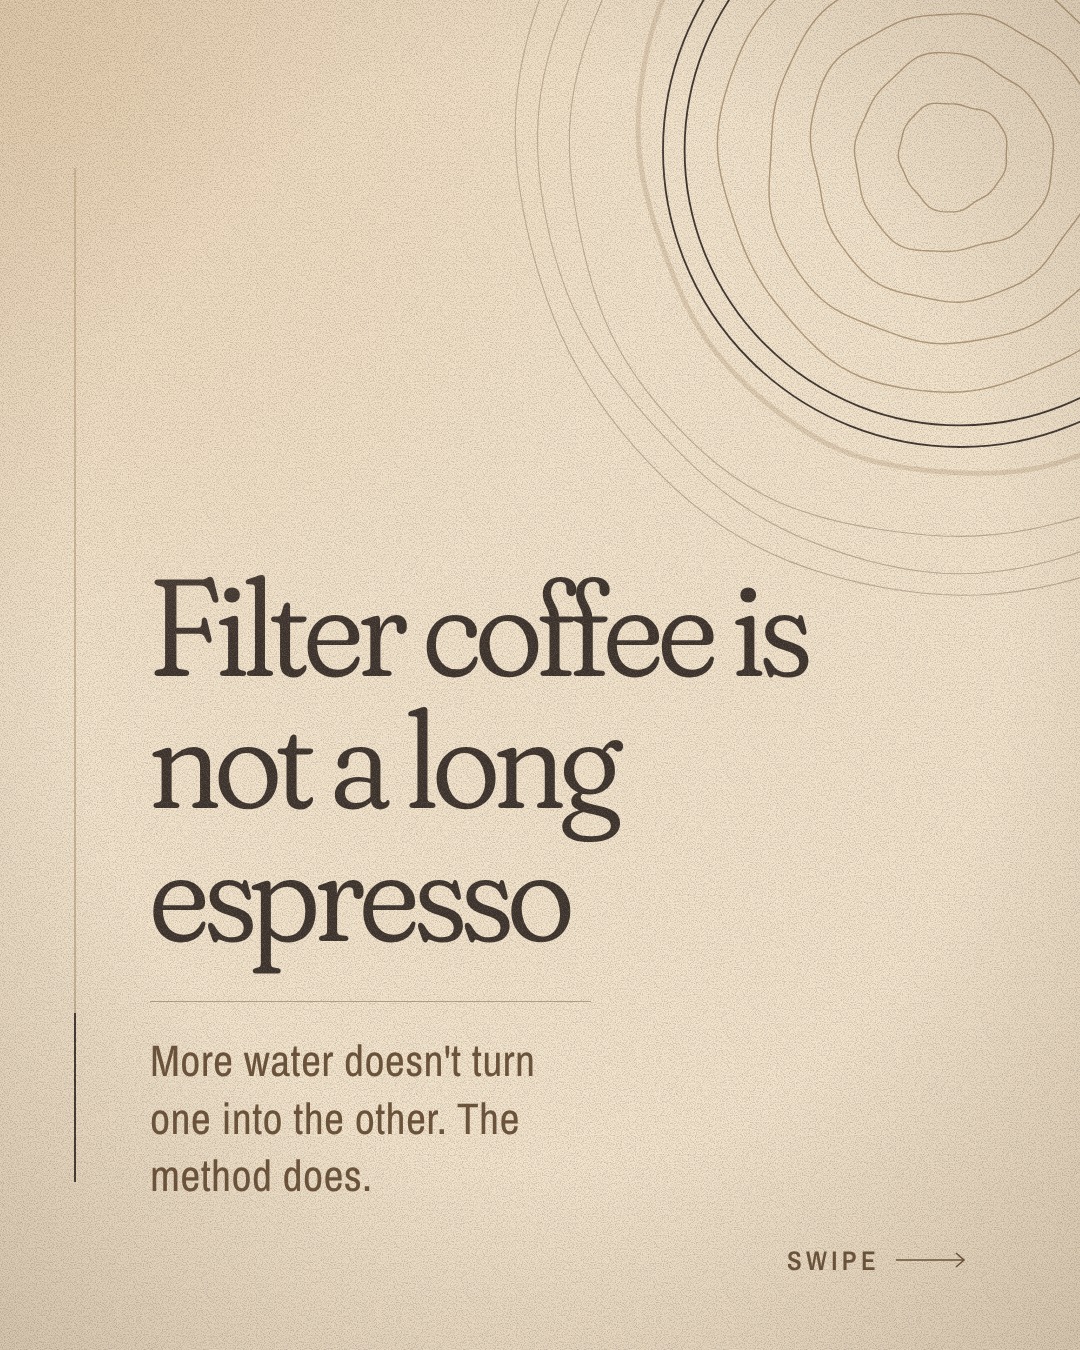 Filter coffee is
not a long
espresso
More water doesn't turn
one into the other. The
method does.
SWIPE